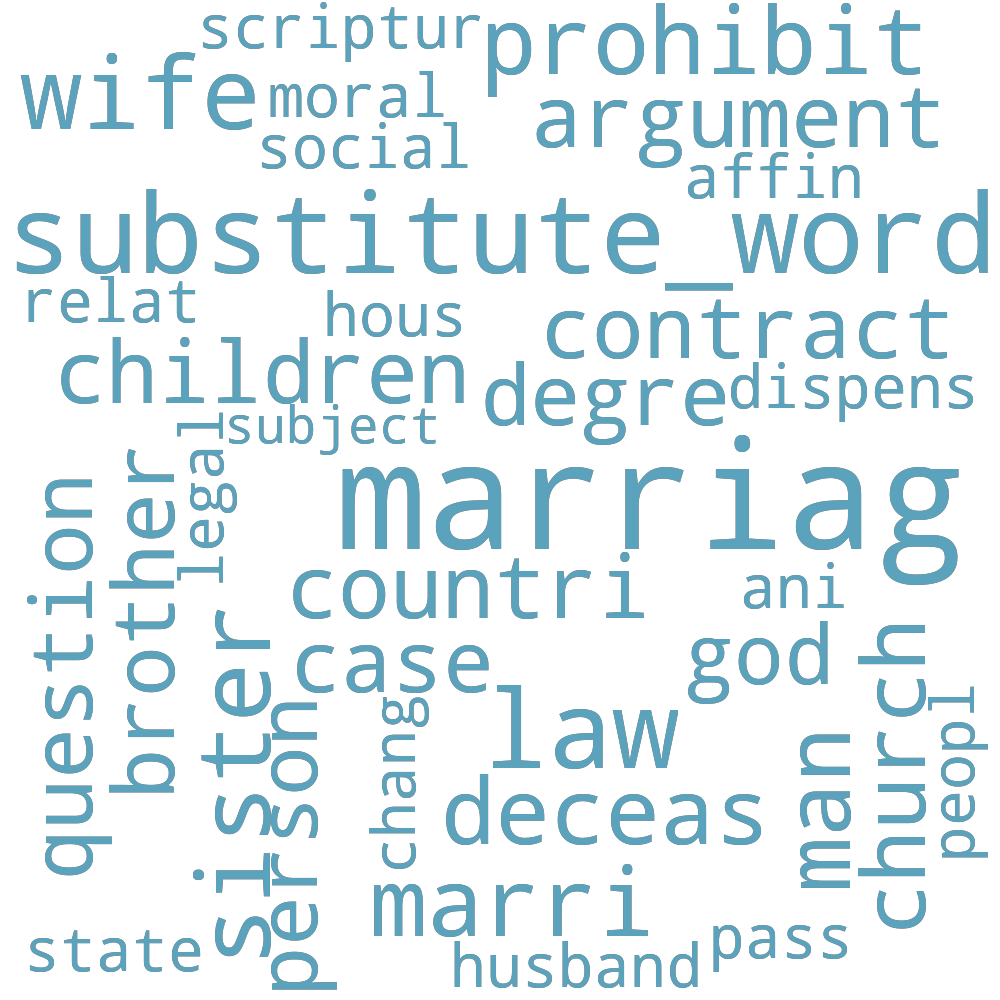 scriptur
prohibit
wife
moral
argument
social
affin
substitute_word
relat
hous
contract
children
degre
dispens
subject
legal
marriag
question
brother
countri
ani
sister
case
god
church
person
chang
law
man
peopl
deceas
marri
state
husband
pass